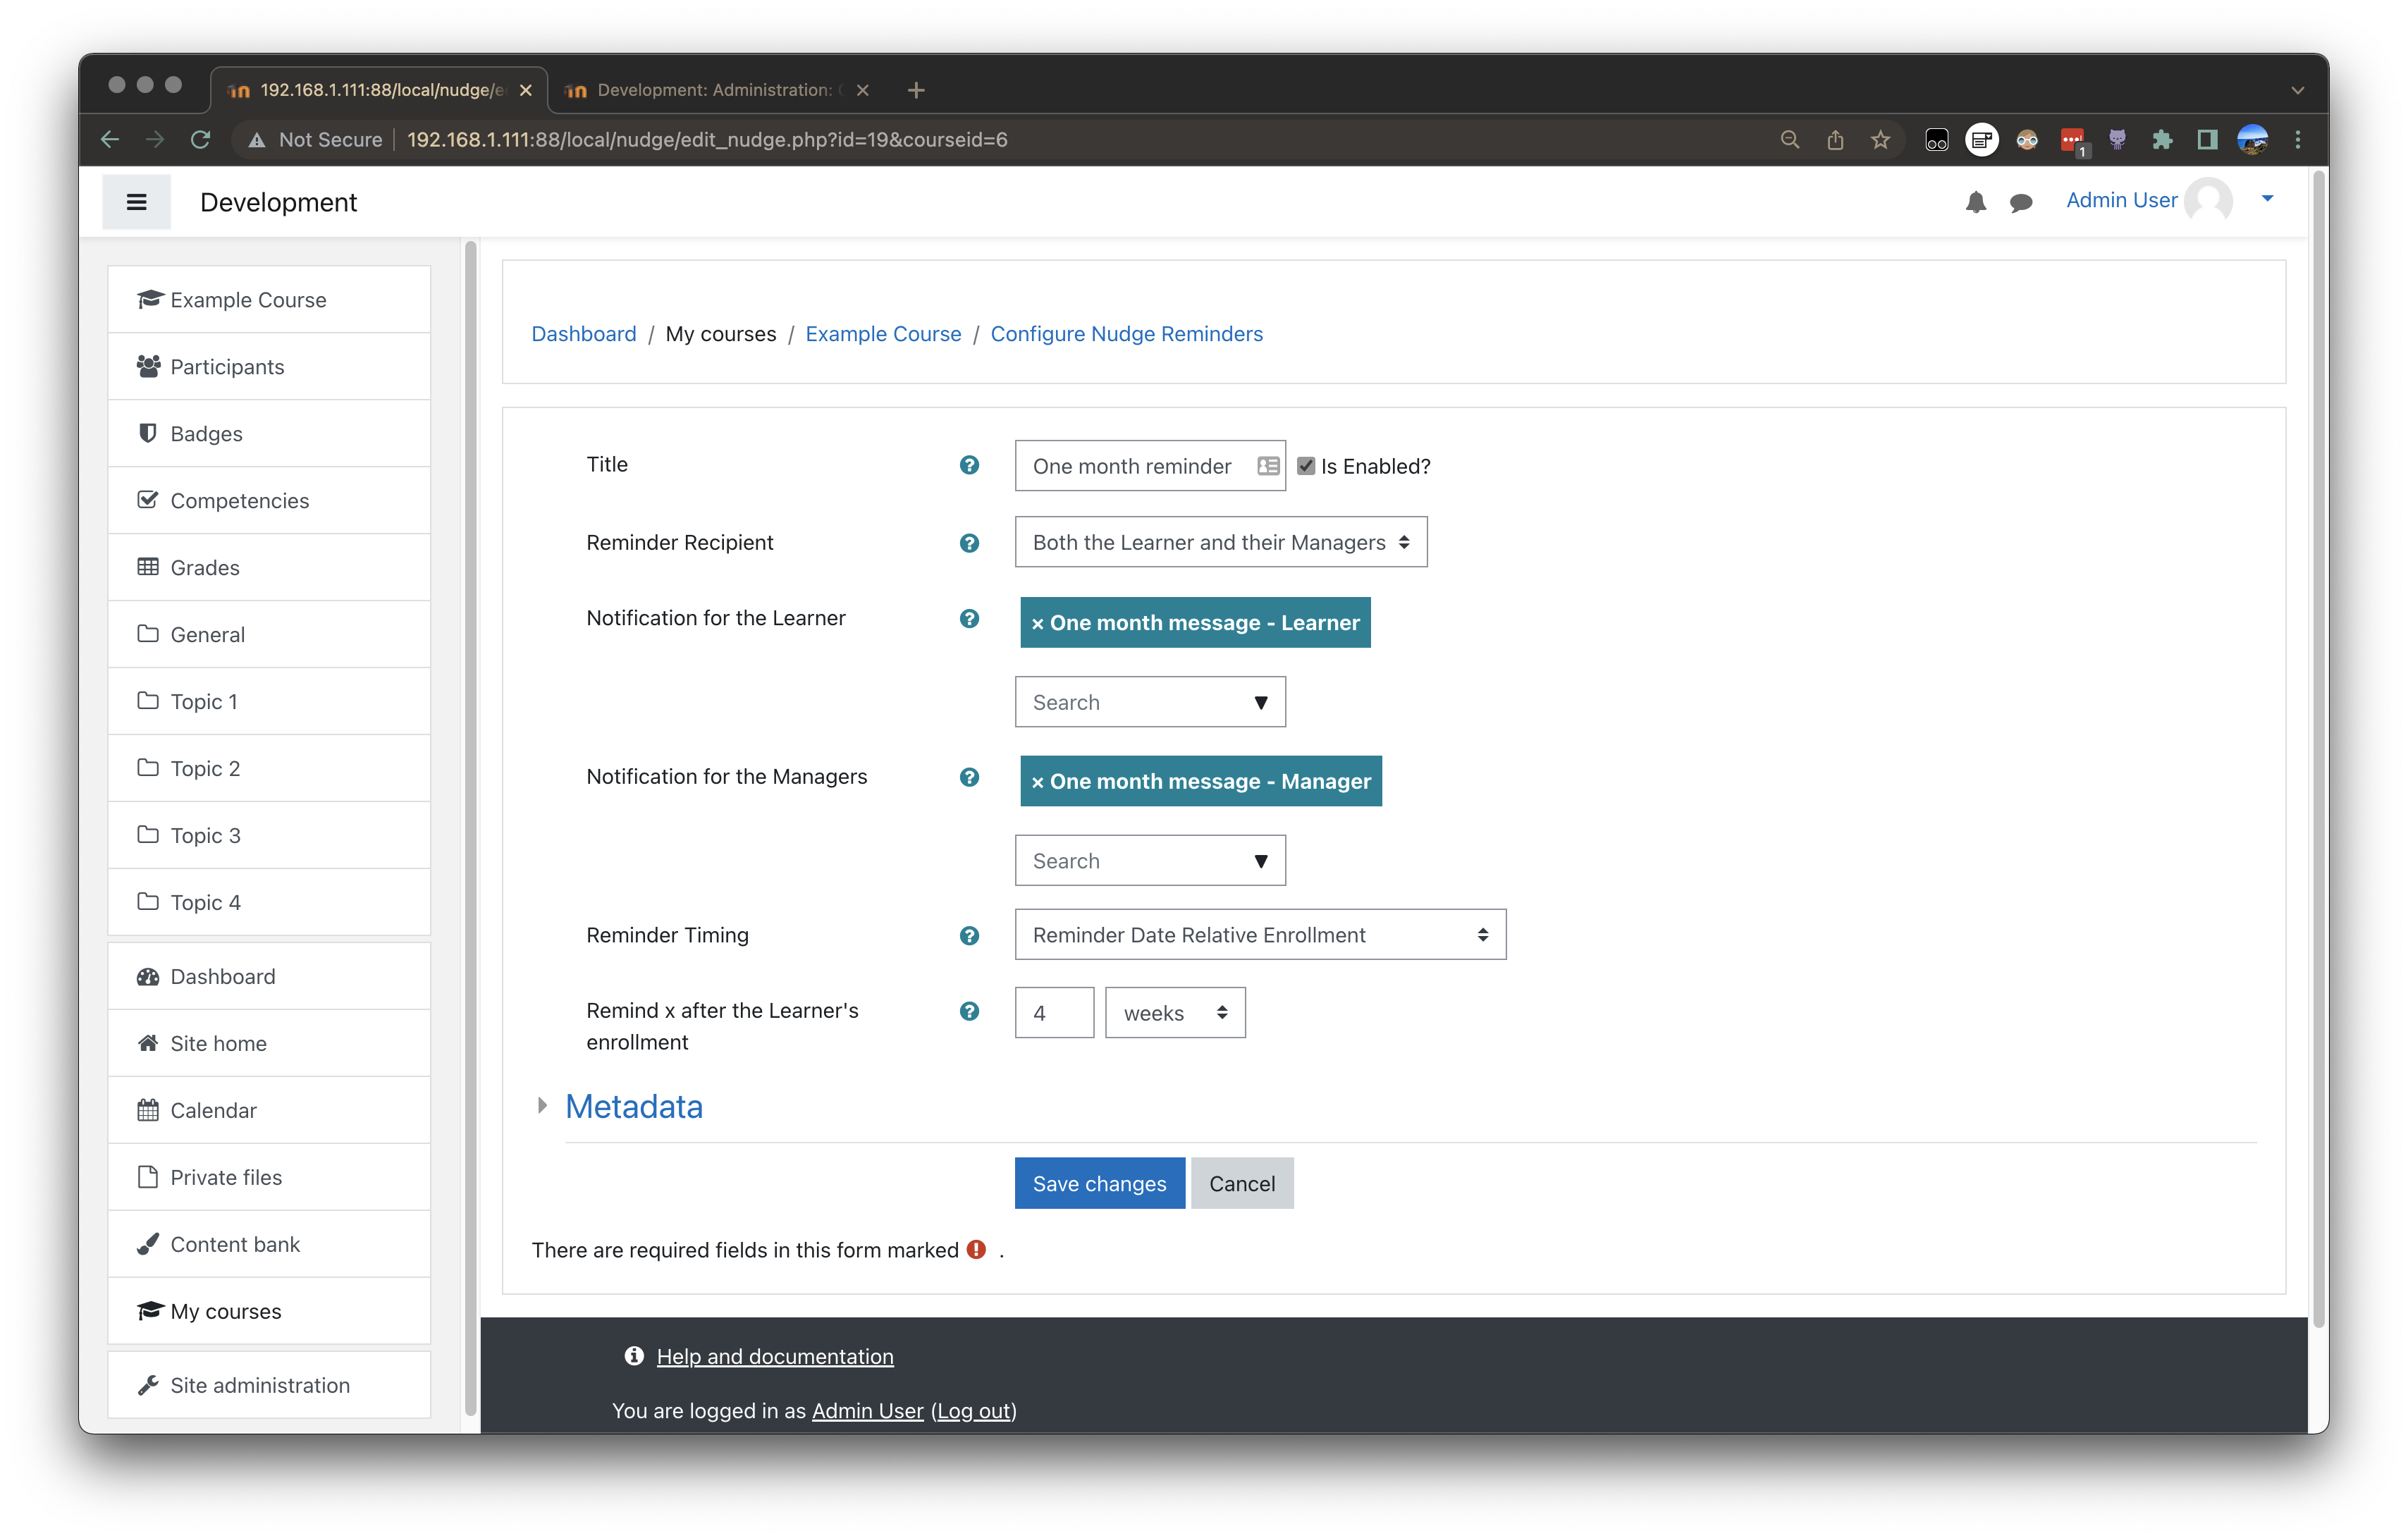 192.168.1.111:88/local/nudge/e
Development: Administration:
Not Secure
192.168.1.111:88/local/nudge/edit_nudge.php?id=19&courseid=6
1
Development
Admin User
Example Course
Participants
Badges
Competencies
Grades
General
Topic 1
Topic 2
Topic 3
Topic 4
Dashboard
Site home
Calendar
Private files
Content bank
My courses
Site administration
Dashboard / My courses / Example Course / Configure Nudge Reminders
Title
One month reminder
Is Enabled?
Reminder Recipient
Both the Learner and their Managers
Notification for the Learner
× One month message - Learner
Search
Notification for the Managers
× One month message - Manager
Search
Reminder Timing
Reminder Date Relative Enrollment
Remind x after the Learner's
enrollment
4
weeks
Metadata
Save changes
Cancel
There are required fields in this form marked .
Help and documentation
You are logged in as Admin User (Log out)